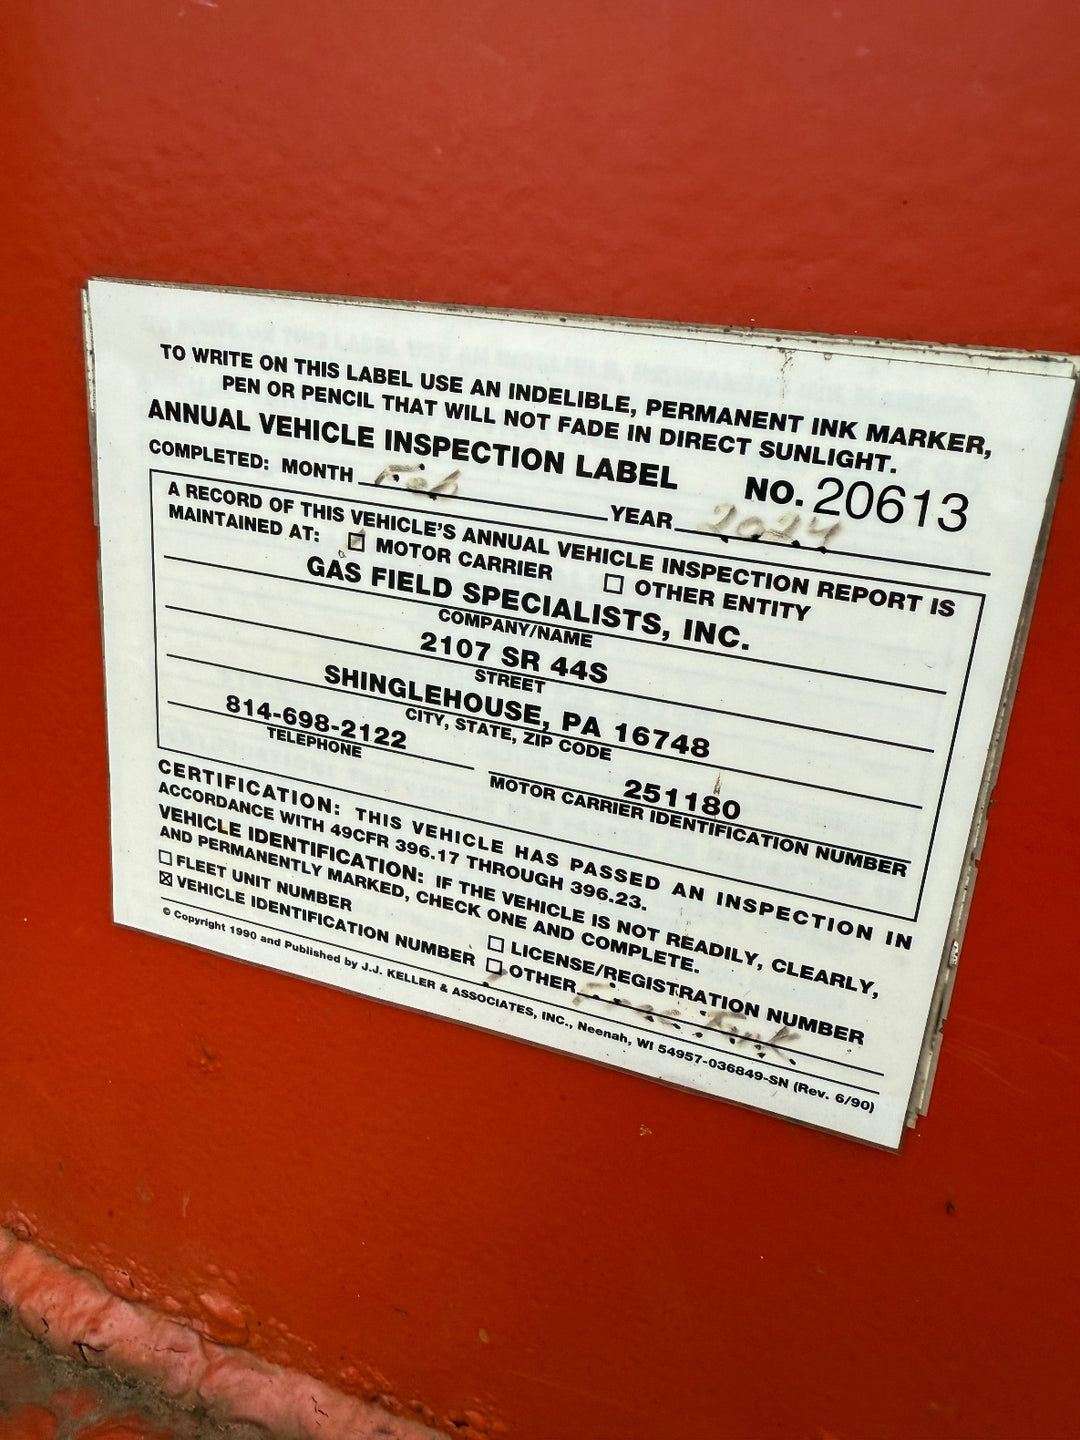 TO WRITE ON THIS LABEL USE AN INDELIBLE, PERMANENT INK MARKER,
PEN OR PENCIL THAT WILL NOT FADE IN DIRECT SUNLIGHT.
ANNUAL VEHICLE INSPECTION LABEL NO. 20613
COMPLETED: MONTH Feb YEAR 2024
A RECORD OF THIS VEHICLE'S ANNUAL VEHICLE INSPECTION REPORT IS
MAINTAINED AT: MOTOR CARRIER OTHER ENTITY
GAS FIELD SPECIALISTS, INC.
COMPANY/NAME
2107 SR 44S
STREET
SHINGLEHOUSE, PA 16748
CITY, STATE, ZIP CODE
814-698-2122 251180
TELEPHONE MOTOR CARRIER IDENTIFICATION NUMBER
CERTIFICATION: THIS VEHICLE HAS PASSED AN INSPECTION IN
ACCORDANCE WITH 49CFR 396.17 THROUGH 396.23.
VEHICLE IDENTIFICATION: IF THE VEHICLE IS NOT READILY, CLEARLY,
AND PERMANENTLY MARKED, CHECK ONE AND COMPLETE.
FLEET UNIT NUMBER LICENSE/REGISTRATION NUMBER
VEHICLE IDENTIFICATION NUMBER OTHER
© Copyright 1990 and Published by J.J. KELLER & ASSOCIATES, INC., Neenah, WI 54957-0368 49-SN (Rev. 6/90)